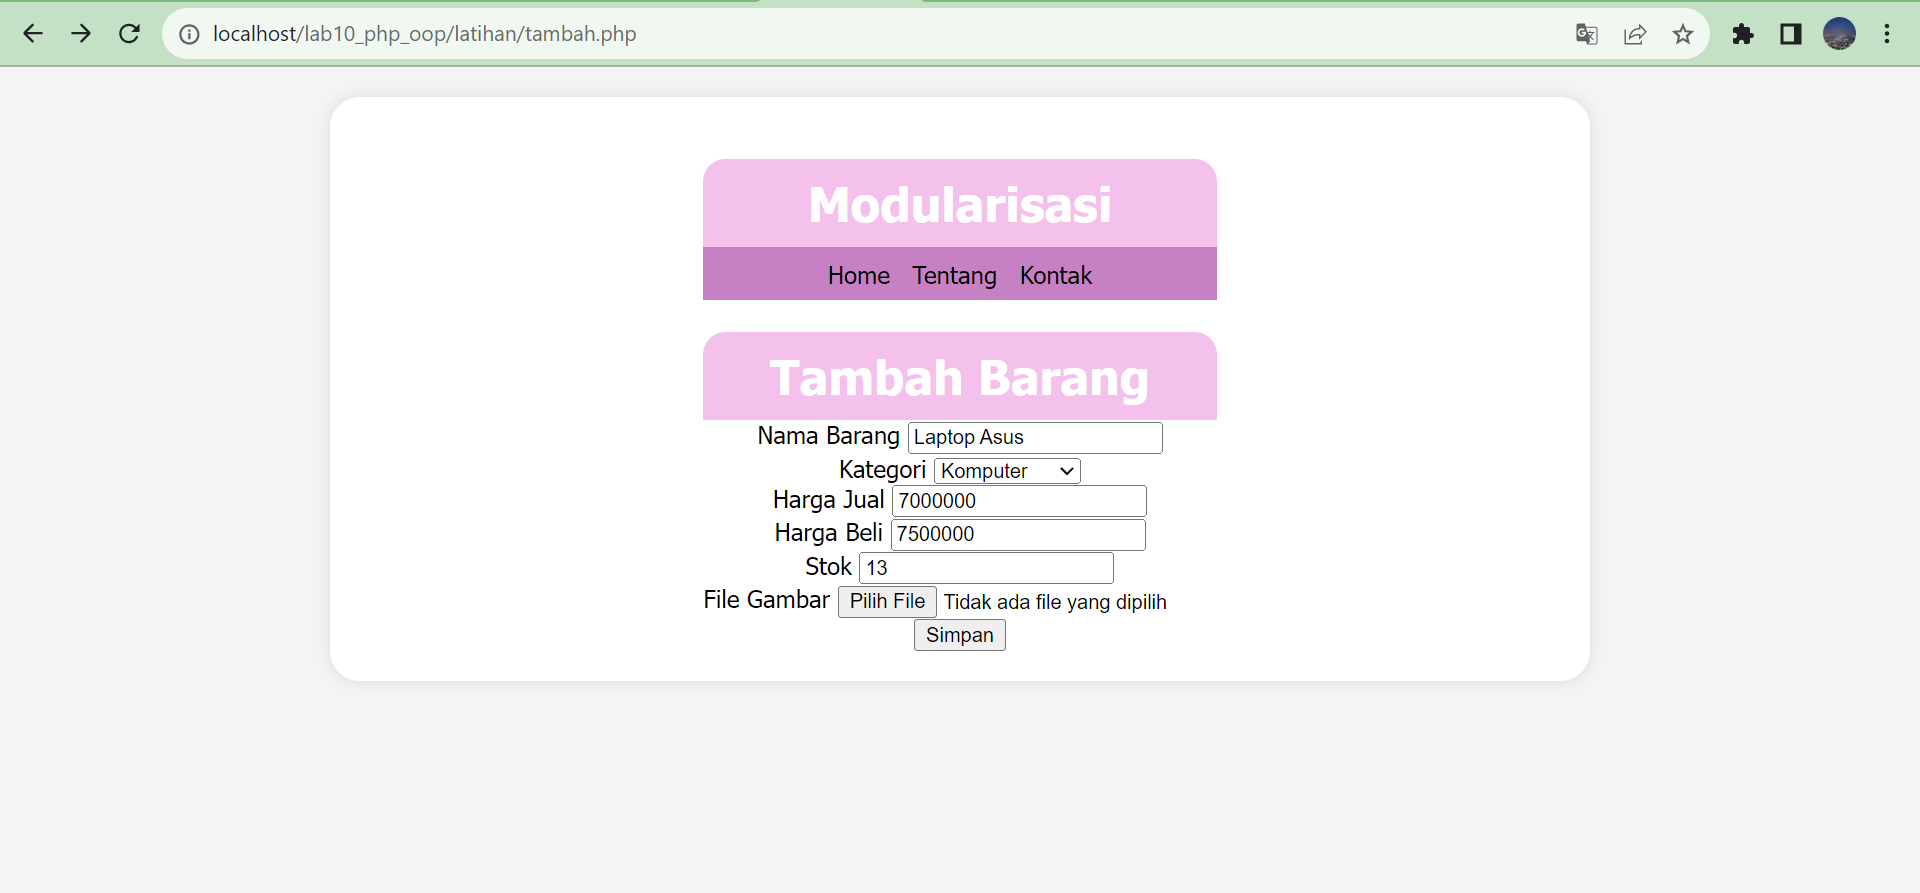 localhost/lab10_php_oop/latihan/tambah.php
Modularisasi
Home Tentang Kontak
Tambah Barang
Nama Barang Laptop Asus
Kategori Komputer
Harga Jual 7000000
Harga Beli 7500000
Stok 13
File Gambar Pilih File Tidak ada file yang dipilih
Simpan